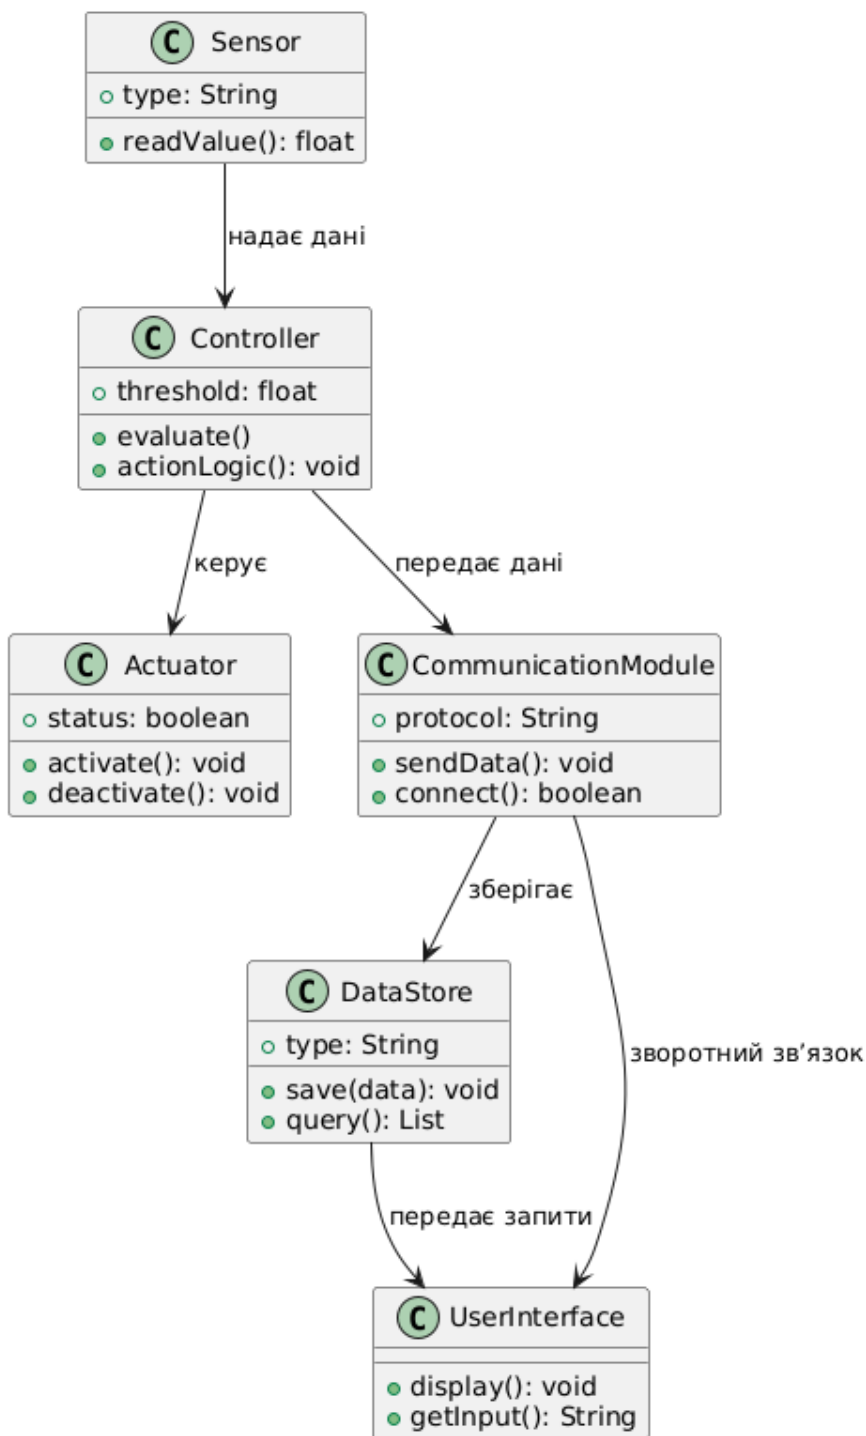 C Sensor
type: String
readValue(): float
надає дані
C Controller
threshold: float
evaluate()
actionLogic(): void
керує
передає дані
C Actuator
status: boolean
activate(): void
deactivate(): void
C CommunicationModule
protocol: String
sendData(): void
connect(): boolean
зберігає
C DataStore
type: String
save(data): void
query(): List
зворотний зв’язок
передає запити
C UserInterface
display(): void
getInput(): String